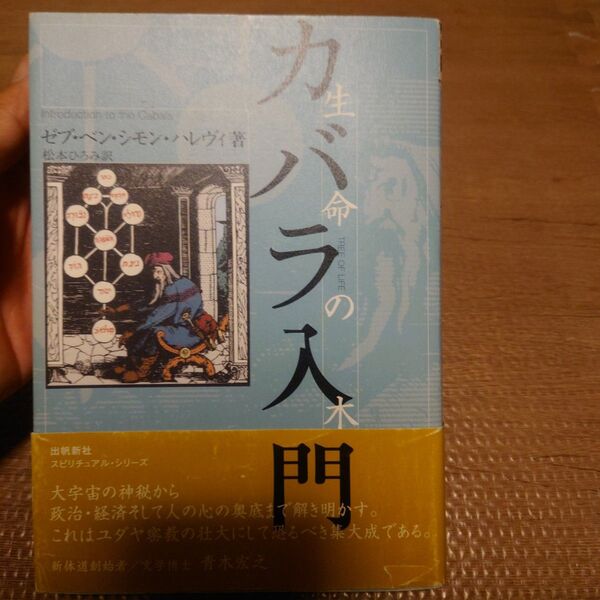 カバラ入門
生命の木
TREE OF LIFE
Introduction to the Cabala
ゼブ・ベン・シモン・ハレヴィ著
松本ひろみ訳
出帆新社
スピリチュアル・シリーズ
大宇宙の神秘から
政治・経済そして人の心の奥底まで解き明かす。
これはユダヤ密教の壮大にして恐るべき集大成である。
新体道創始者／文学博士 青木宏之